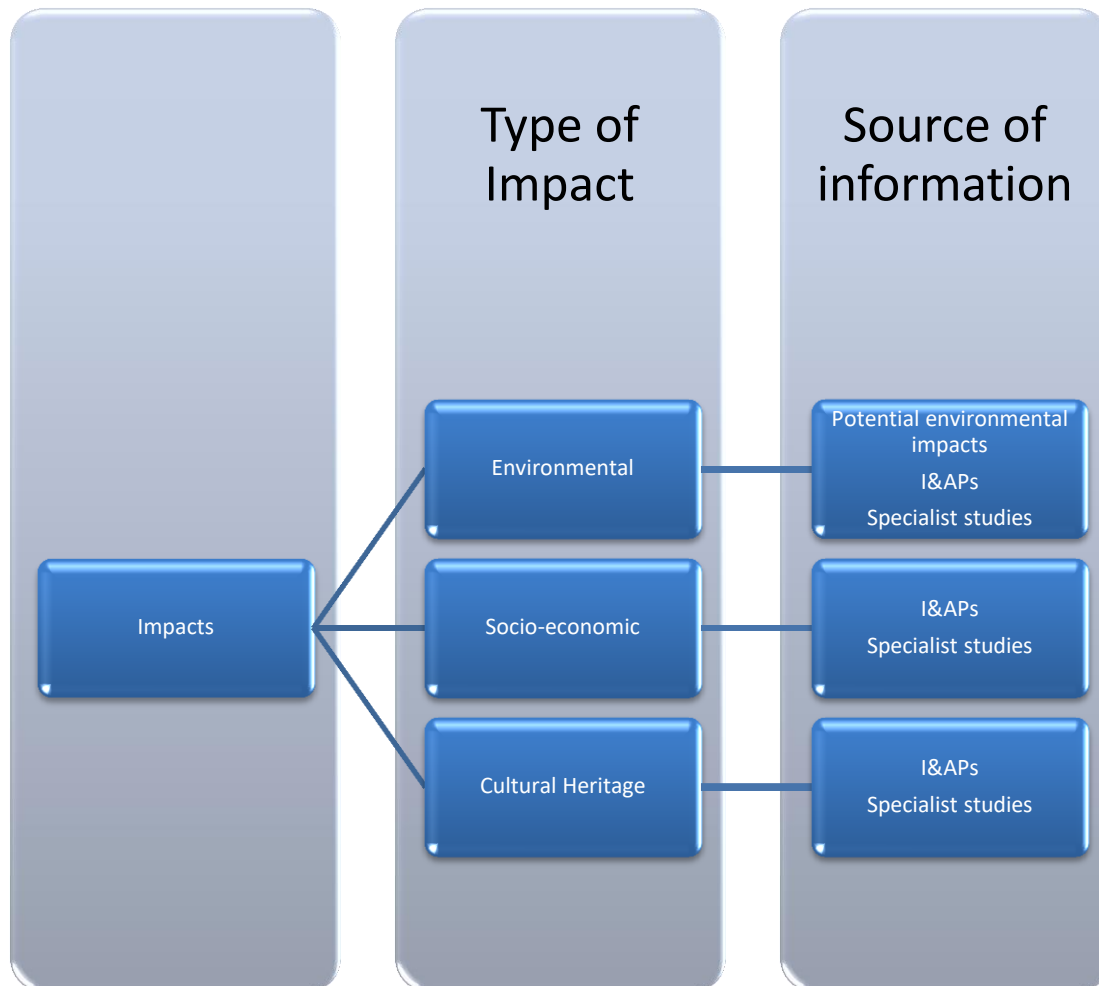 Type of
Impact
Source of
information
Impacts
Environmental
Potential environmental
impacts
I&APs
Specialist studies
Socio-economic
I&APs
Specialist studies
Cultural Heritage
I&APs
Specialist studies